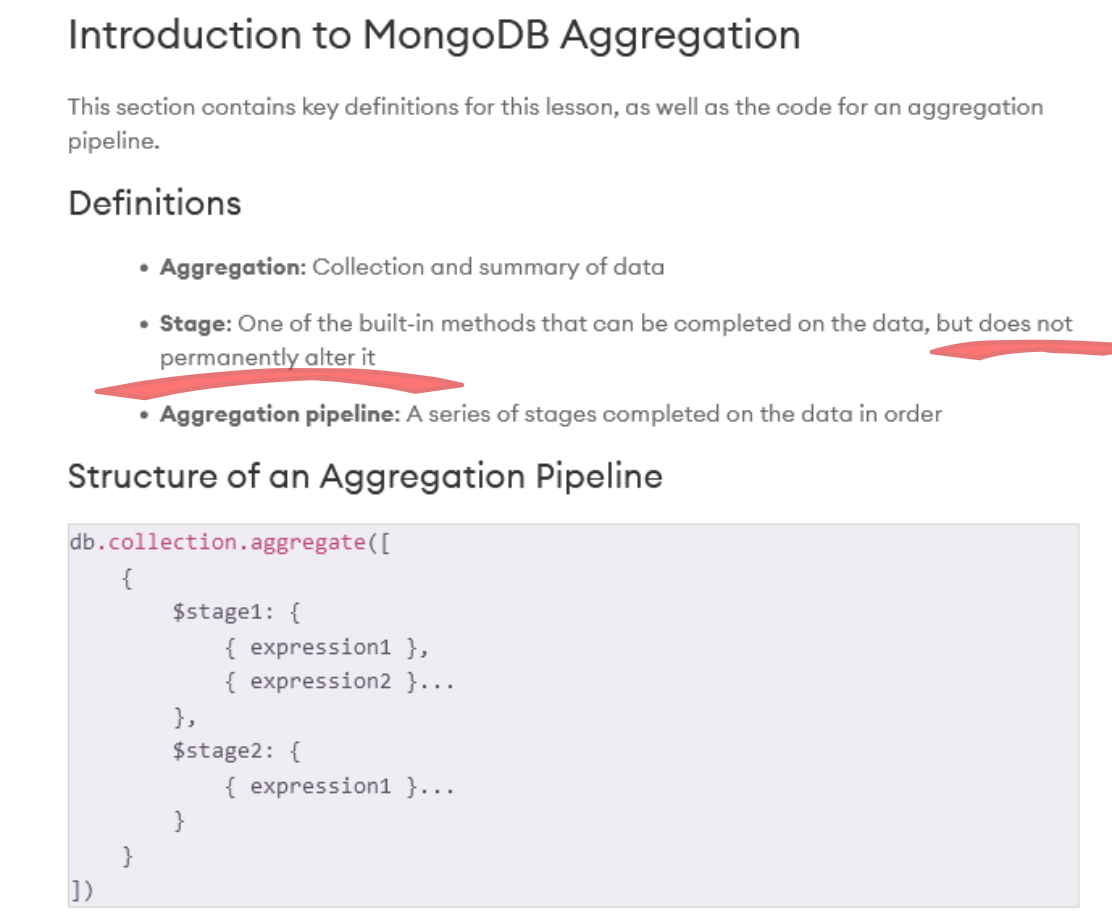 Introduction to MongoDB Aggregation
This section contains key definitions for this lesson, as well as the code for an aggregation
pipeline.
Definitions
• Aggregation: Collection and summary of data
• Stage: One of the built-in methods that can be completed on the data, but does not
permanently alter it
• Aggregation pipeline: A series of stages completed on the data in order
Structure of an Aggregation Pipeline
db.collection.aggregate([
    {
        $stage1: {
            { expression1 },
            { expression2 }...
        },
        $stage2: {
            { expression1 }...
        }
    }
])